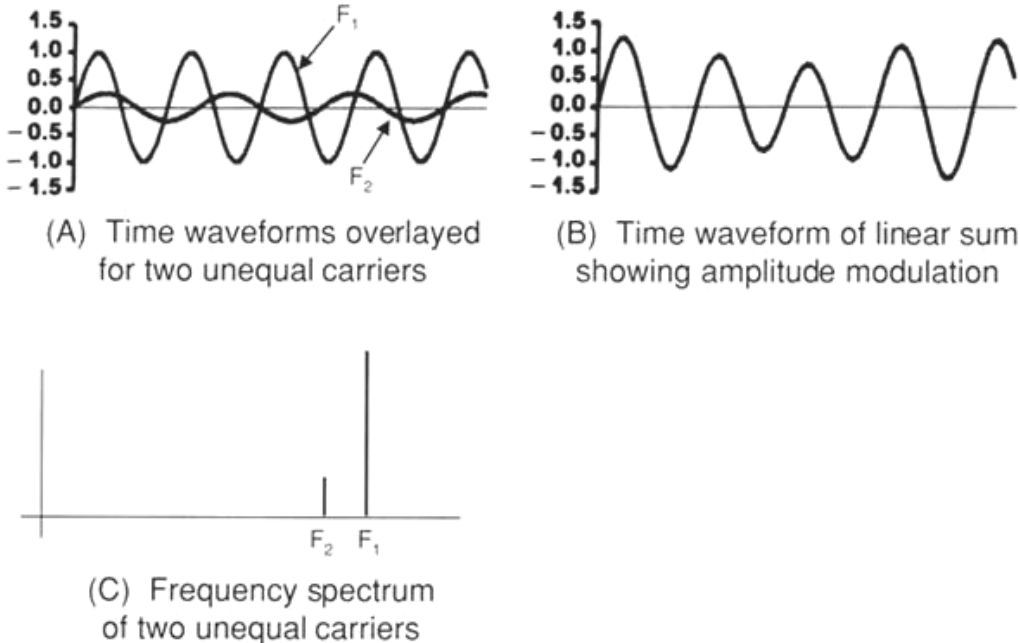 1.5
1.0
0.5
0.0
– 0.5
– 1.0
– 1.5
F₁
F₂
(A) Time waveforms overlayed
for two unequal carriers
1.5
1.0
0.5
0.0
– 0.5
– 1.0
– 1.5
(B) Time waveform of linear sum
showing amplitude modulation
F₂ F₁
(C) Frequency spectrum
of two unequal carriers